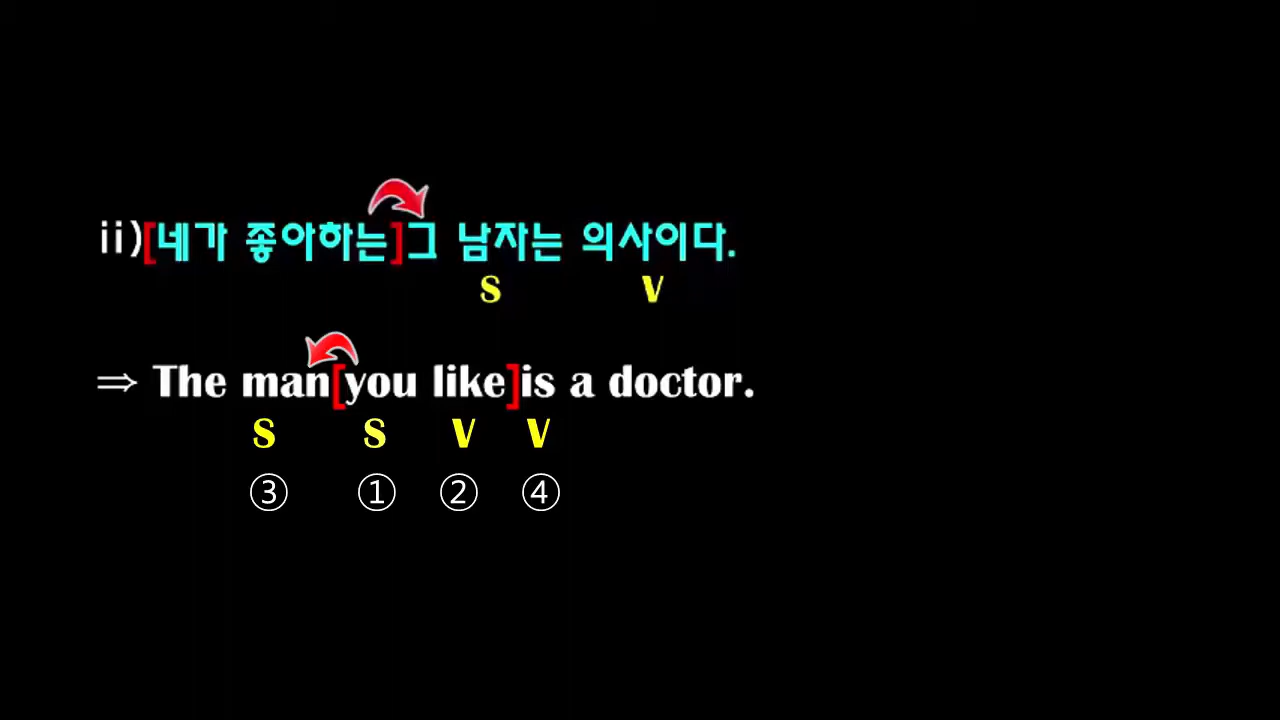 ii)[네가 좋아하는]그 남자는 의사이다.
S V
⇒ The man[you like]is a doctor.
S S V V
③ ① ② ④